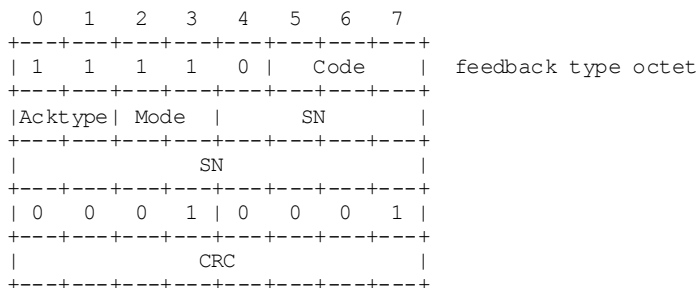 0   1   2   3   4   5   6   7
+---+---+---+---+---+---+---+---+
| 1   1   1   1   0 |   Code    |  feedback type octet
+---+---+---+---+---+---+---+---+
|Acktype| Mode  |      SN       |
+---+---+---+---+---+---+---+---+
|              SN               |
+---+---+---+---+---+---+---+---+
| 0   0   0   1 | 0   0   0   1 |
+---+---+---+---+---+---+---+---+
|              CRC              |
+---+---+---+---+---+---+---+---+